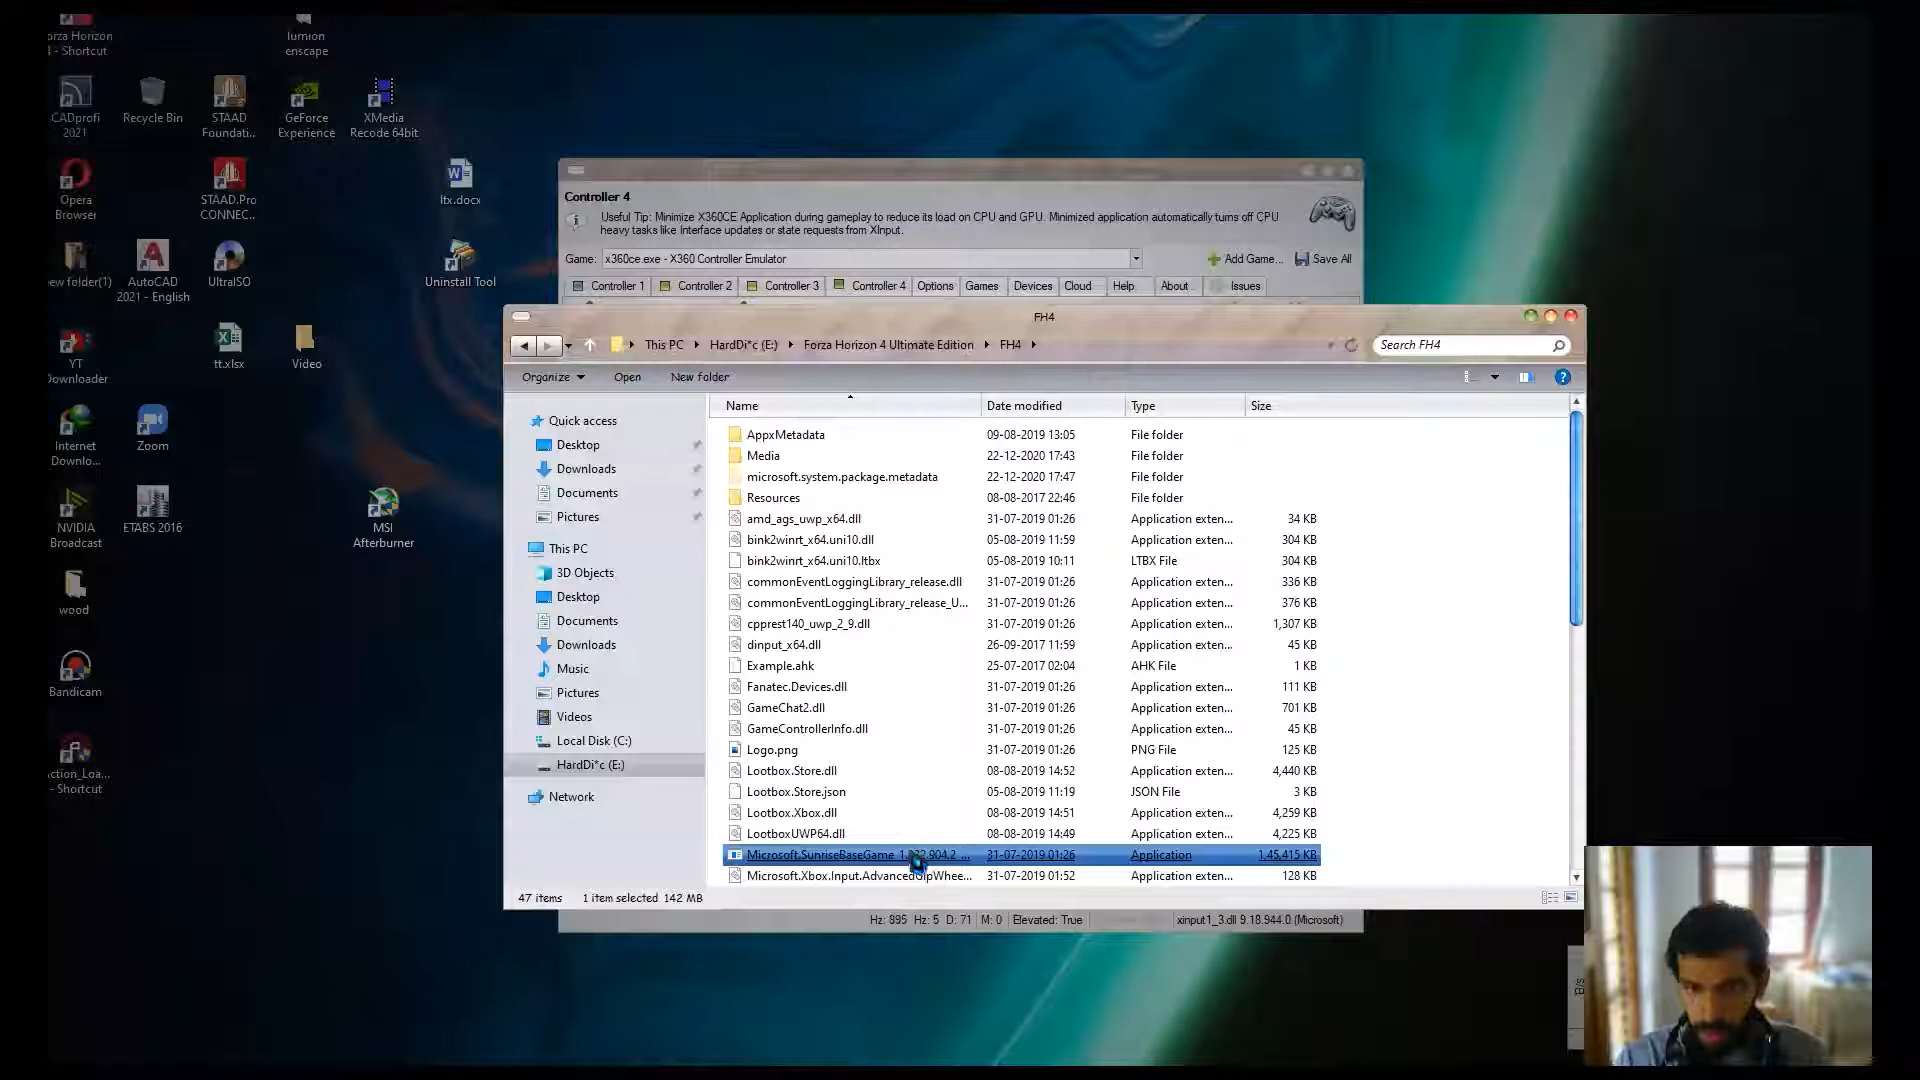 orza Horizon
4 - Shortcut
lumion
enscape
CADprofi
2021
Recycle Bin
STAAD
Foundati...
GeForce
Experience
XMedia
Recode 64bit
Opera
Browser
STAAD.Pro
CONNEC...
ltx.docx
ew folder(1)
AutoCAD
2021 - English
UltraISO
Uninstall Tool
YT
Downloader
tt.xlsx
Video
Internet
Downlo...
Zoom
NVIDIA
Broadcast
ETABS 2016
MSI
Afterburner
wood
Bandicam
ction_Loa...
- Shortcut
Controller 4
Useful Tip: Minimize X360CE Application during gameplay to reduce its load on CPU and GPU. Minimized application automatically turns off CPU
heavy tasks like Interface updates or state requests from XInput.
Game: x360ce.exe - X360 Controller Emulator Add Game... Save All
Controller 1 Controller 2 Controller 3 Controller 4 Options Games Devices Cloud Help About Issues
FH4
This PC HardDi*c (E:) Forza Horizon 4 Ultimate Edition FH4 Search FH4
Organize Open New folder
Quick access
Desktop
Downloads
Documents
Pictures
This PC
3D Objects
Desktop
Documents
Downloads
Music
Pictures
Videos
Local Disk (C:)
HardDi*c (E:)
Network
Name Date modified Type Size
AppxMetadata 09-08-2019 13:05 File folder
Media 22-12-2020 17:43 File folder
microsoft.system.package.metadata 22-12-2020 17:47 File folder
Resources 08-08-2017 22:46 File folder
amd_ags_uwp_x64.dll 31-07-2019 01:26 Application exten... 34 KB
bink2winrt_x64.uni10.dll 05-08-2019 11:59 Application exten... 304 KB
bink2winrt_x64.uni10.ltbx 05-08-2019 10:11 LTBX File 304 KB
commonEventLoggingLibrary_release.dll 31-07-2019 01:26 Application exten... 336 KB
commonEventLoggingLibrary_release_U... 31-07-2019 01:26 Application exten... 376 KB
cpprest140_uwp_2_9.dll 31-07-2019 01:26 Application exten... 1,307 KB
dinput_x64.dll 26-09-2017 11:59 Application exten... 45 KB
Example.ahk 25-07-2017 02:04 AHK File 1 KB
Fanatec.Devices.dll 31-07-2019 01:26 Application exten... 111 KB
GameChat2.dll 31-07-2019 01:26 Application exten... 701 KB
GameControllerInfo.dll 31-07-2019 01:26 Application exten... 45 KB
Logo.png 31-07-2019 01:26 PNG File 125 KB
Lootbox.Store.dll 08-08-2019 14:52 Application exten... 4,440 KB
Lootbox.Store.json 05-08-2019 11:19 JSON File 3 KB
Lootbox.Xbox.dll 08-08-2019 14:51 Application exten... 4,259 KB
LootboxUWP64.dll 08-08-2019 14:49 Application exten... 4,225 KB
Microsoft.SunriseBaseGame 31-07-2019 01:26 Application 1,45,415 KB
Microsoft.Xbox.Input.AdvancedGipWhee... 31-07-2019 01:52 Application exten... 128 KB
47 items 1 item selected 142 MB
Hz: 995 Hz: 5 D: 71 M: 0 Elevated: True xinput1_3.dll 9.18.944.0 (Microsoft)
B/s